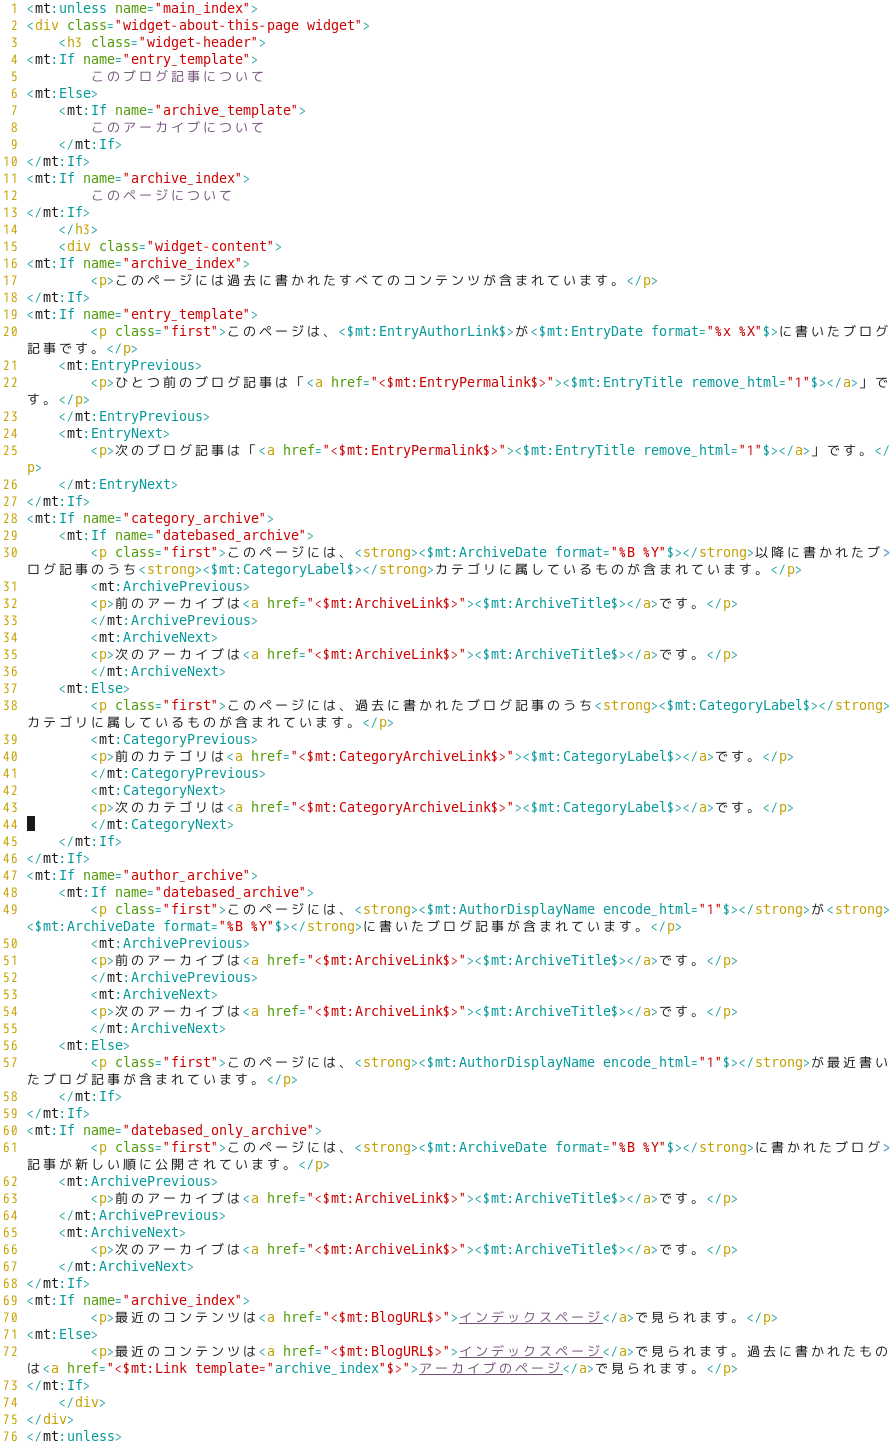 1 <mt:unless name="main_index">
2 <div class="widget-about-this-page widget">
3     <h3 class="widget-header">
4 <mt:If name="entry_template">
5         このブログ記事について
6 <mt:Else>
7     <mt:If name="archive_template">
8         このアーカイブについて
9     </mt:If>
10 </mt:If>
11 <mt:If name="archive_index">
12         このページについて
13 </mt:If>
14     </h3>
15     <div class="widget-content">
16 <mt:If name="archive_index">
17         <p>このページには過去に書かれたすべてのコンテンツが含まれています。</p>
18 </mt:If>
19 <mt:If name="entry_template">
20         <p class="first">このページは、<$mt:EntryAuthorLink$>が<$mt:EntryDate format="%x %X"$>に書いたブログ
記事です。</p>
21     <mt:EntryPrevious>
22         <p>ひとつ前のブログ記事は「<a href="<$mt:EntryPermalink$>"><$mt:EntryTitle remove_html="1"$></a>」で
す。</p>
23     </mt:EntryPrevious>
24     <mt:EntryNext>
25         <p>次のブログ記事は「<a href="<$mt:EntryPermalink$>"><$mt:EntryTitle remove_html="1"$></a>」です。</
p>
26     </mt:EntryNext>
27 </mt:If>
28 <mt:If name="category_archive">
29     <mt:If name="datebased_archive">
30         <p class="first">このページには、<strong><$mt:ArchiveDate format="%B %Y"$></strong>以降に書かれたブ>
ログ記事のうち<strong><$mt:CategoryLabel$></strong>カテゴリに属しているものが含まれています。</p>
31         <mt:ArchivePrevious>
32         <p>前のアーカイブは<a href="<$mt:ArchiveLink$>"><$mt:ArchiveTitle$></a>です。</p>
33         </mt:ArchivePrevious>
34         <mt:ArchiveNext>
35         <p>次のアーカイブは<a href="<$mt:ArchiveLink$>"><$mt:ArchiveTitle$></a>です。</p>
36         </mt:ArchiveNext>
37     <mt:Else>
38         <p class="first">このページには、過去に書かれたブログ記事のうち<strong><$mt:CategoryLabel$></strong>
カテゴリに属しているものが含まれています。</p>
39         <mt:CategoryPrevious>
40         <p>前のカテゴリは<a href="<$mt:CategoryArchiveLink$>"><$mt:CategoryLabel$></a>です。</p>
41         </mt:CategoryPrevious>
42         <mt:CategoryNext>
43         <p>次のカテゴリは<a href="<$mt:CategoryArchiveLink$>"><$mt:CategoryLabel$></a>です。</p>
44         </mt:CategoryNext>
45     </mt:If>
46 </mt:If>
47 <mt:If name="author_archive">
48     <mt:If name="datebased_archive">
49         <p class="first">このページには、<strong><$mt:AuthorDisplayName encode_html="1"$></strong>が<strong>
<$mt:ArchiveDate format="%B %Y"$></strong>に書いたブログ記事が含まれています。</p>
50         <mt:ArchivePrevious>
51         <p>前のアーカイブは<a href="<$mt:ArchiveLink$>"><$mt:ArchiveTitle$></a>です。</p>
52         </mt:ArchivePrevious>
53         <mt:ArchiveNext>
54         <p>次のアーカイブは<a href="<$mt:ArchiveLink$>"><$mt:ArchiveTitle$></a>です。</p>
55         </mt:ArchiveNext>
56     <mt:Else>
57         <p class="first">このページには、<strong><$mt:AuthorDisplayName encode_html="1"$></strong>が最近書い
たブログ記事が含まれています。</p>
58     </mt:If>
59 </mt:If>
60 <mt:If name="datebased_only_archive">
61         <p class="first">このページには、<strong><$mt:ArchiveDate format="%B %Y"$></strong>に書かれたブログ>
記事が新しい順に公開されています。</p>
62     <mt:ArchivePrevious>
63         <p>前のアーカイブは<a href="<$mt:ArchiveLink$>"><$mt:ArchiveTitle$></a>です。</p>
64     </mt:ArchivePrevious>
65     <mt:ArchiveNext>
66         <p>次のアーカイブは<a href="<$mt:ArchiveLink$>"><$mt:ArchiveTitle$></a>です。</p>
67     </mt:ArchiveNext>
68 </mt:If>
69 <mt:If name="archive_index">
70         <p>最近のコンテンツは<a href="<$mt:BlogURL$>">インデックスページ</a>で見られます。</p>
71 <mt:Else>
72         <p>最近のコンテンツは<a href="<$mt:BlogURL$>">インデックスページ</a>で見られます。過去に書かれたもの
は<a href="<$mt:Link template="archive_index"$>">アーカイブのページ</a>で見られます。</p>
73 </mt:If>
74     </div>
75 </div>
76 </mt:unless>